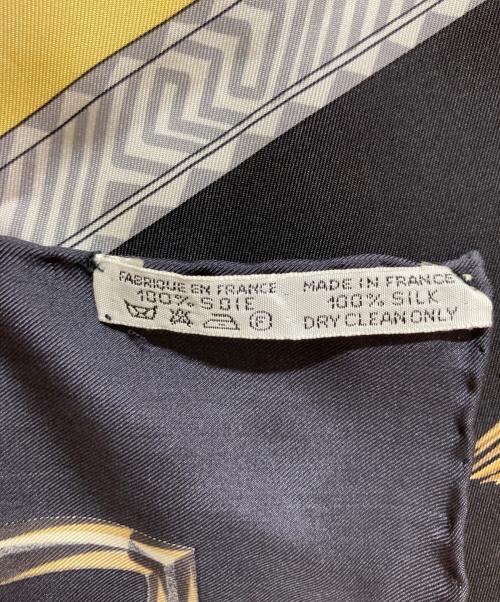 FABRIQUE EN FRANCE
100% SOIE
MADE IN FRANCE
100% SILK
DRY CLEAN ONLY